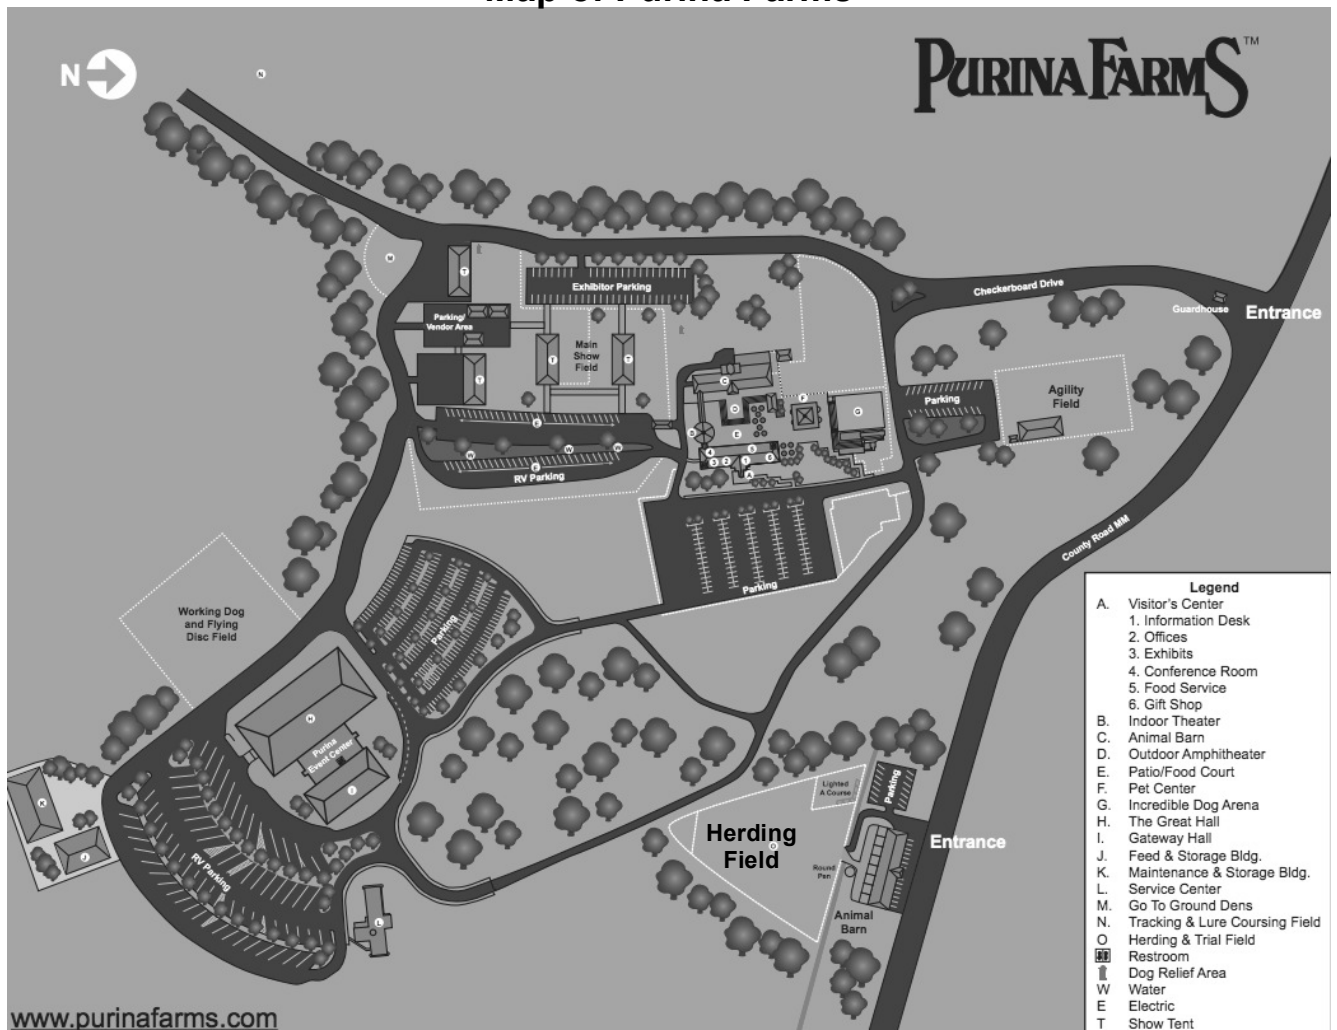 Map of Purina Farms
PURINA FARMS™
N
N
M
T
Exhibitor Parking
Checkerboard Drive
Guardhouse
Entrance
Parking/
Vendor Area
T
T
T
Main
Show
Field
C
D
F
G
B
E
4
3
2
1
5
6
A
Parking
Agility
Field
E
W
W
W
E
RV Parking
Parking
County Road MM
Working Dog
and Flying
Disc Field
Parking
H
Purina
Event Center
I
K
J
RV Parking
L
Lighted
A Course
Parking
Herding
Field
O
Round
Pen
Animal
Barn
Entrance
Legend
A. Visitor's Center
1. Information Desk
2. Offices
3. Exhibits
4. Conference Room
5. Food Service
6. Gift Shop
B. Indoor Theater
C. Animal Barn
D. Outdoor Amphitheater
E. Patio/Food Court
F. Pet Center
G. Incredible Dog Arena
H. The Great Hall
I. Gateway Hall
J. Feed & Storage Bldg.
K. Maintenance & Storage Bldg.
L. Service Center
M. Go To Ground Dens
N. Tracking & Lure Coursing Field
O Herding & Trial Field
Restroom
Dog Relief Area
W Water
E Electric
T Show Tent
www.purinafarms.com